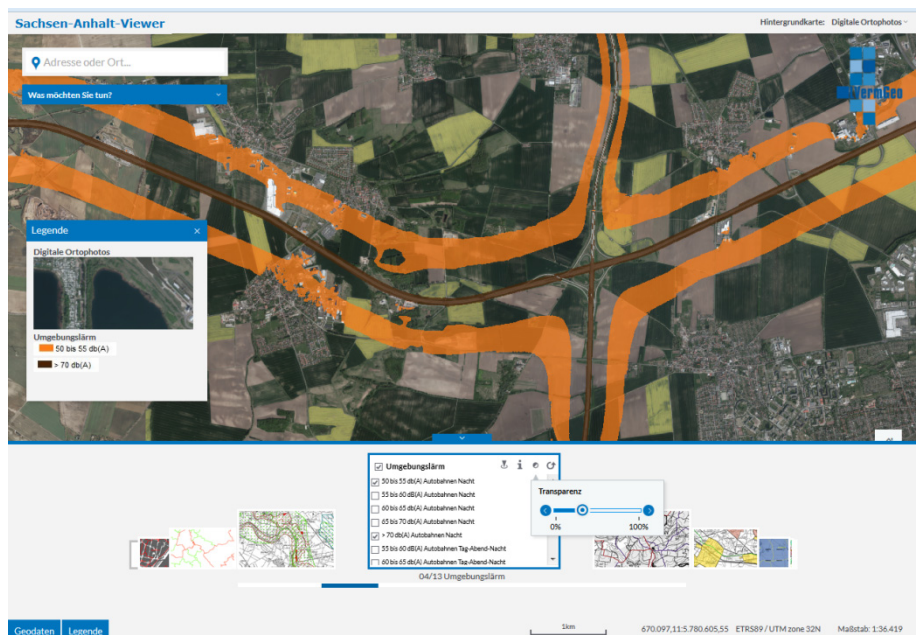 Sachsen-Anhalt-Viewer
Hintergrundkarte: Digitale Ortophotos
Adresse oder Ort...
Was möchten Sie tun?
VermGeo
Legende
Digitale Ortophotos
Umgebungslärm
50 bis 55 db(A)
> 70 db(A)
Umgebungslärm
50 bis 55 db(A) Autobahnen Nacht
55 bis 60 dB(A) Autobahnen Nacht
60 bis 65 db(A) Autobahnen Nacht
65 bis 70 db(A) Autobahnen Nacht
> 70 db(A) Autobahnen Nacht
55 bis 60 dB(A) Autobahnen Tag-Abend-Nacht
60 bis 65 db(A) Autobahnen Tag-Abend-Nacht
Transparenz
0% 100%
04/13 Umgebungslärm
Geodaten Legende
1km
670.097,11:5.780.605,55 ETRS89 / UTM zone 32N Maßstab: 1:36.419